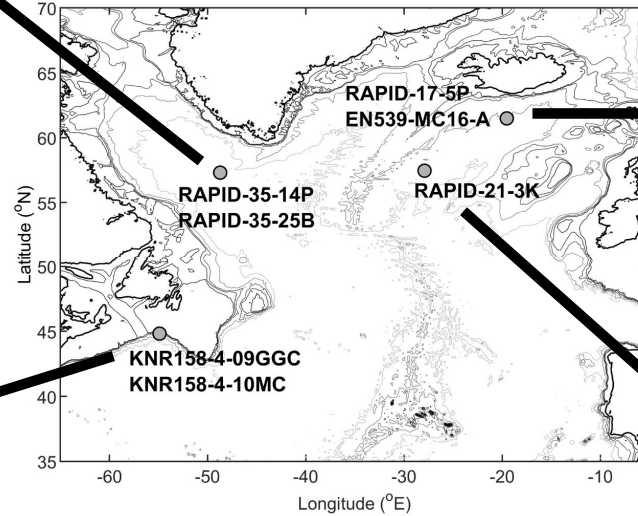 70
65
60
55
50
45
40
35
Latitude (°N)
RAPID-17-5P
EN539-MC16-A
RAPID-35-14P
RAPID-35-25B
RAPID-21-3K
KNR158-4-09GGC
KNR158-4-10MC
-60
-50
-40
-30
-20
-10
Longitude (°E)